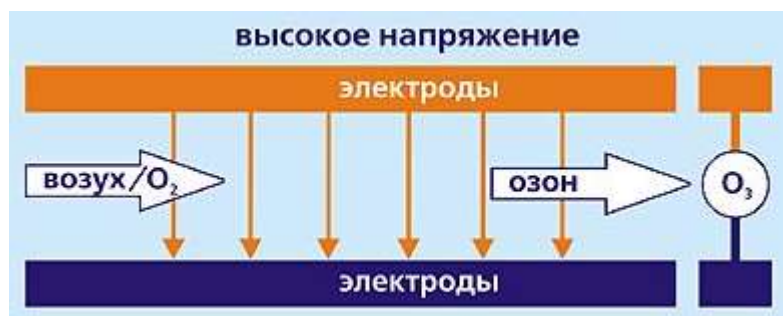 высокое напряжение
электроды
возух/O₂
озон
O₃
электроды